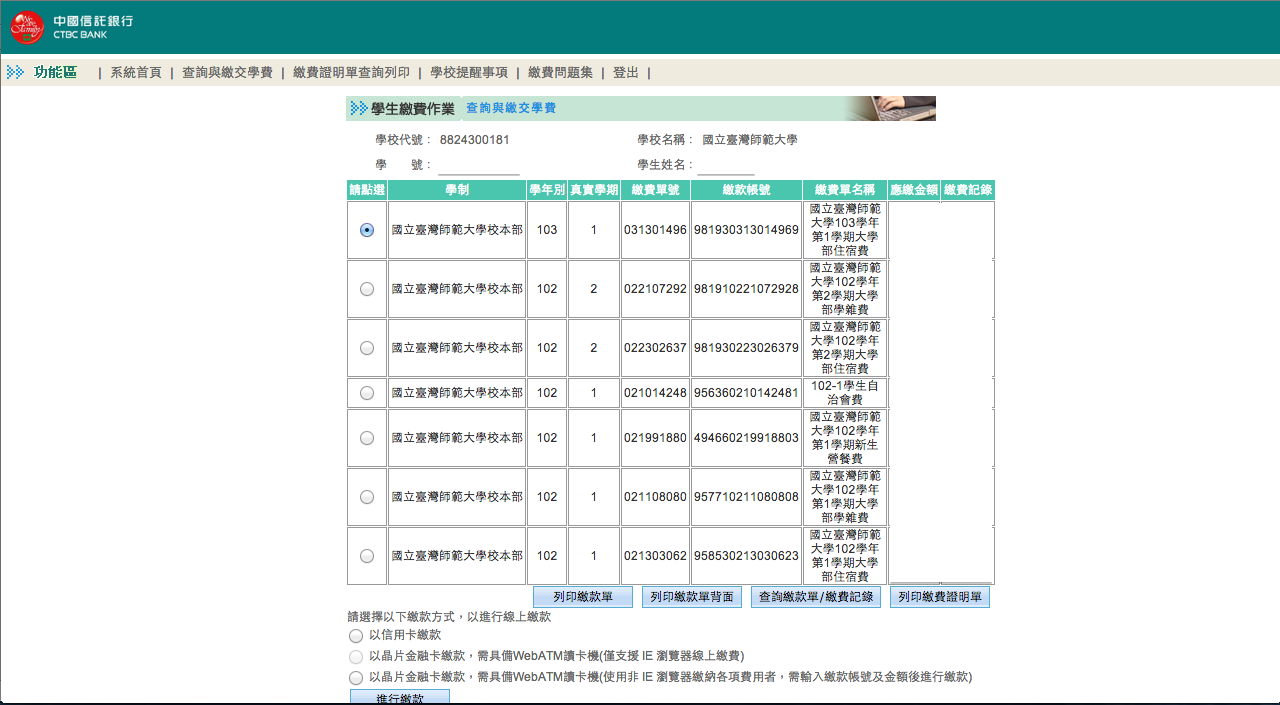 We are Family
中國信託銀行
CTBC BANK
功能區 | 系統首頁 | 查詢與繳交學費 | 繳費證明單查詢列印 | 學校提醒事項 | 繳費問題集 | 登出 |
學生繳費作業 查詢與繳交學費
學校代號： 8824300181 學校名稱： 國立臺灣師範大學
學 號： 學生姓名：
請點選 學制 學年別 真實學期 繳費單號 繳款帳號 繳費單名稱 應繳金額 繳費記錄
國立臺灣師範大學校本部 103 1 031301496 981930313014969 國立臺灣師範
大學103學年
第1學期大學
部住宿費
國立臺灣師範大學校本部 102 2 022107292 981910221072928 國立臺灣師範
大學102學年
第2學期大學
部學雜費
國立臺灣師範大學校本部 102 2 022302637 981930223026379 國立臺灣師範
大學102學年
第2學期大學
部住宿費
國立臺灣師範大學校本部 102 1 021014248 956360210142481 102-1學生自
治會費
國立臺灣師範大學校本部 102 1 021991880 494660219918803 國立臺灣師範
大學102學年
第1學期新生
營餐費
國立臺灣師範大學校本部 102 1 021108080 957710211080808 國立臺灣師範
大學102學年
第1學期大學
部學雜費
國立臺灣師範大學校本部 102 1 021303062 958530213030623 國立臺灣師範
大學102學年
第1學期大學
部住宿費
列印繳款單 列印繳款單背面 查詢繳款單/繳費記錄 列印繳費證明單
請選擇以下繳款方式，以進行線上繳款
以信用卡繳款
以晶片金融卡繳款，需具備WebATM讀卡機(僅支援 IE 瀏覽器線上繳費)
以晶片金融卡繳款，需具備WebATM讀卡機(使用非 IE 瀏覽器繳納各項費用者，需輸入繳款帳號及金額後進行繳款)
進行繳款